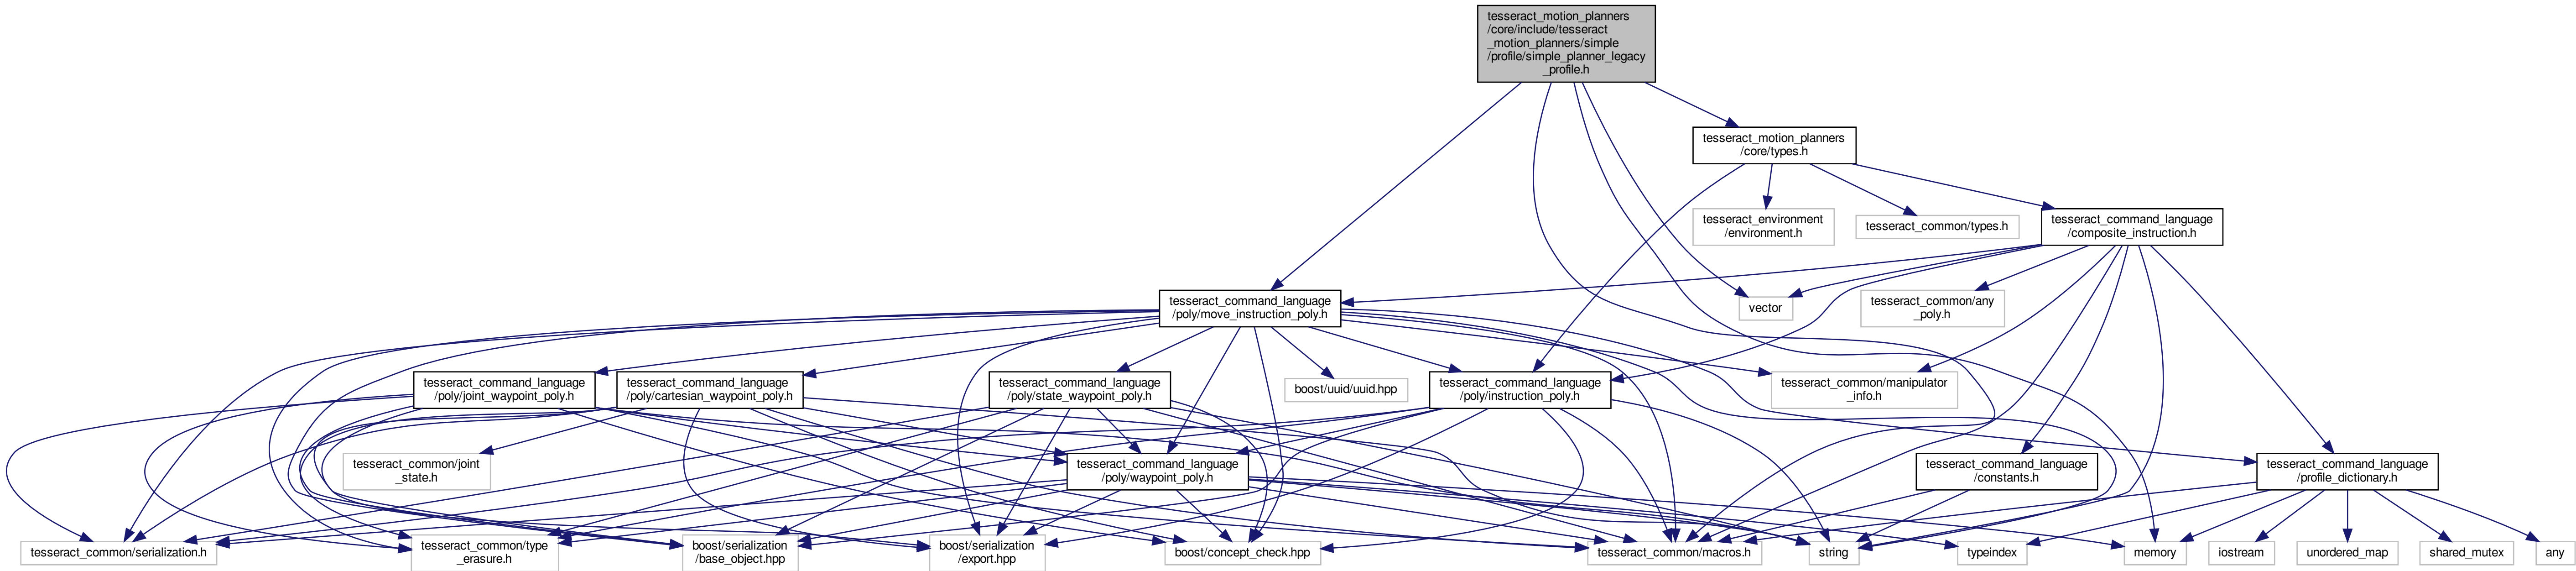 tesseract_motion_planners
/core/include/tesseract
_motion_planners/simple
/profile/simple_planner_legacy
_profile.h
tesseract_motion_planners
/core/types.h
tesseract_environment
/environment.h
tesseract_common/types.h
tesseract_command_language
/composite_instruction.h
tesseract_command_language
/poly/move_instruction_poly.h
vector
tesseract_common/any
_poly.h
tesseract_command_language
/poly/joint_waypoint_poly.h
tesseract_command_language
/poly/cartesian_waypoint_poly.h
tesseract_command_language
/poly/state_waypoint_poly.h
boost/uuid/uuid.hpp
tesseract_command_language
/poly/instruction_poly.h
tesseract_common/manipulator
_info.h
tesseract_common/joint
_state.h
tesseract_command_language
/poly/waypoint_poly.h
tesseract_command_language
/constants.h
tesseract_command_language
/profile_dictionary.h
tesseract_common/serialization.h
tesseract_common/type
_erasure.h
boost/serialization
/base_object.hpp
boost/serialization
/export.hpp
boost/concept_check.hpp
tesseract_common/macros.h
string
typeindex
memory
iostream
unordered_map
shared_mutex
any